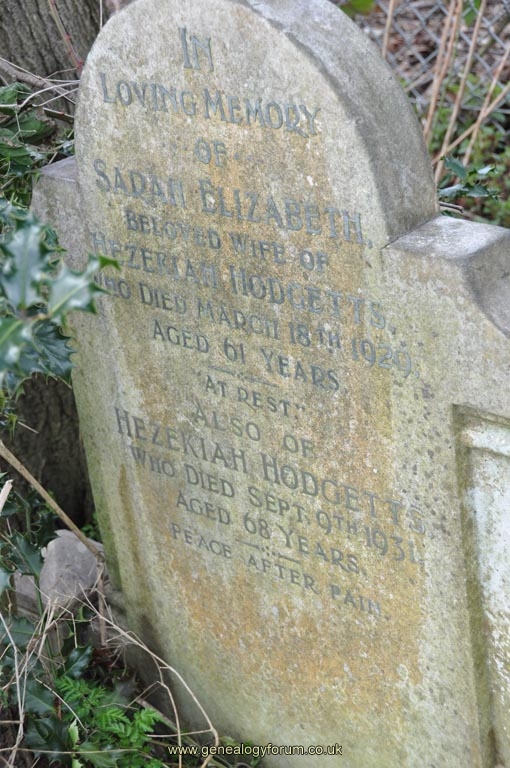 IN
LOVING MEMORY
OF
SARAH ELIZABETH,
BELOVED WIFE OF
HEZEKIAH HODGETTS,
WHO DIED MARCH 18TH 1929.
AGED 61 YEARS.
"AT REST."
ALSO OF
HEZEKIAH HODGETTS,
WHO DIED SEPT. 9TH 1931.
AGED 68 YEARS.
PEACE AFTER PAIN.
www.genealogyforum.co.uk